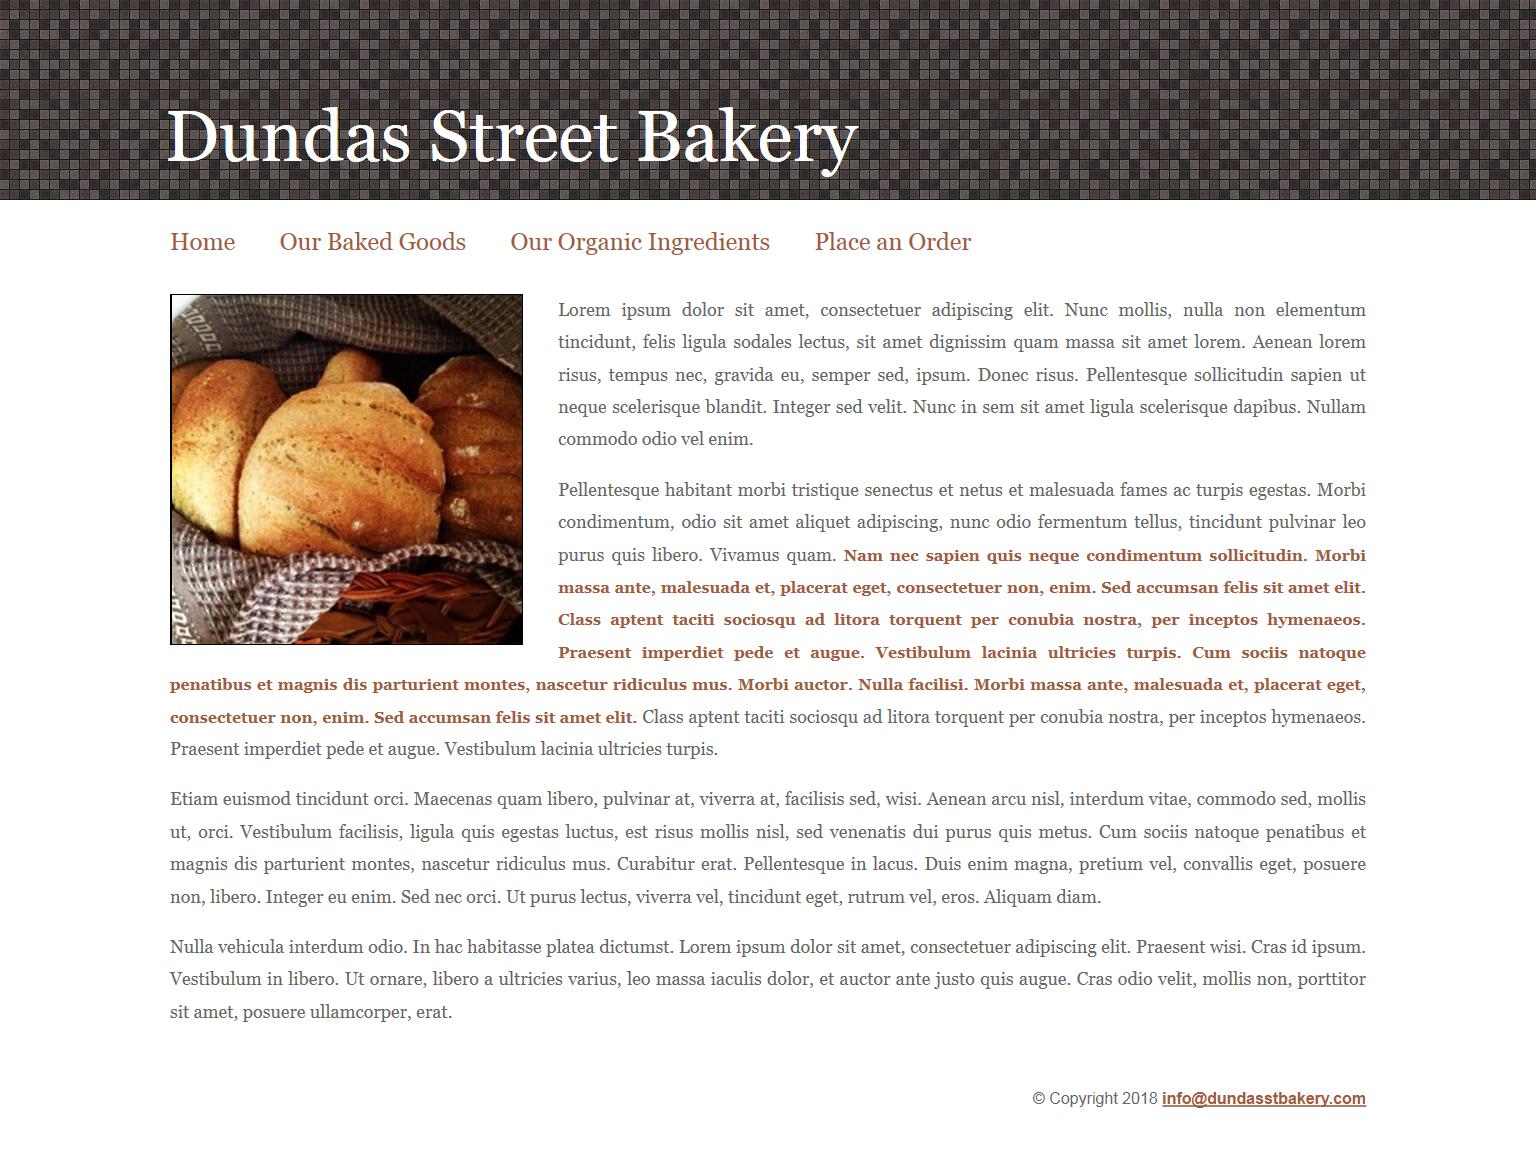 Dundas Street Bakery
Home Our Baked Goods Our Organic Ingredients Place an Order
Lorem ipsum dolor sit amet, consectetuer adipiscing elit. Nunc mollis, nulla non elementum
tincidunt, felis ligula sodales lectus, sit amet dignissim quam massa sit amet lorem. Aenean lorem
risus, tempus nec, gravida eu, semper sed, ipsum. Donec risus. Pellentesque sollicitudin sapien ut
neque scelerisque blandit. Integer sed velit. Nunc in sem sit amet ligula scelerisque dapibus. Nullam
commodo odio vel enim.
Pellentesque habitant morbi tristique senectus et netus et malesuada fames ac turpis egestas. Morbi
condimentum, odio sit amet aliquet adipiscing, nunc odio fermentum tellus, tincidunt pulvinar leo
purus quis libero. Vivamus quam. Nam nec sapien quis neque condimentum sollicitudin. Morbi
massa ante, malesuada et, placerat eget, consectetuer non, enim. Sed accumsan felis sit amet elit.
Class aptent taciti sociosqu ad litora torquent per conubia nostra, per inceptos hymenaeos.
Praesent imperdiet pede et augue. Vestibulum lacinia ultricies turpis. Cum sociis natoque
penatibus et magnis dis parturient montes, nascetur ridiculus mus. Morbi auctor. Nulla facilisi. Morbi massa ante, malesuada et, placerat eget,
consectetuer non, enim. Sed accumsan felis sit amet elit. Class aptent taciti sociosqu ad litora torquent per conubia nostra, per inceptos hymenaeos.
Praesent imperdiet pede et augue. Vestibulum lacinia ultricies turpis.
Etiam euismod tincidunt orci. Maecenas quam libero, pulvinar at, viverra at, facilisis sed, wisi. Aenean arcu nisl, interdum vitae, commodo sed, mollis
ut, orci. Vestibulum facilisis, ligula quis egestas luctus, est risus mollis nisl, sed venenatis dui purus quis metus. Cum sociis natoque penatibus et
magnis dis parturient montes, nascetur ridiculus mus. Curabitur erat. Pellentesque in lacus. Duis enim magna, pretium vel, convallis eget, posuere
non, libero. Integer eu enim. Sed nec orci. Ut purus lectus, viverra vel, tincidunt eget, rutrum vel, eros. Aliquam diam.
Nulla vehicula interdum odio. In hac habitasse platea dictumst. Lorem ipsum dolor sit amet, consectetuer adipiscing elit. Praesent wisi. Cras id ipsum.
Vestibulum in libero. Ut ornare, libero a ultricies varius, leo massa iaculis dolor, et auctor ante justo quis augue. Cras odio velit, mollis non, porttitor
sit amet, posuere ullamcorper, erat.
© Copyright 2018 info@dundasstbakery.com